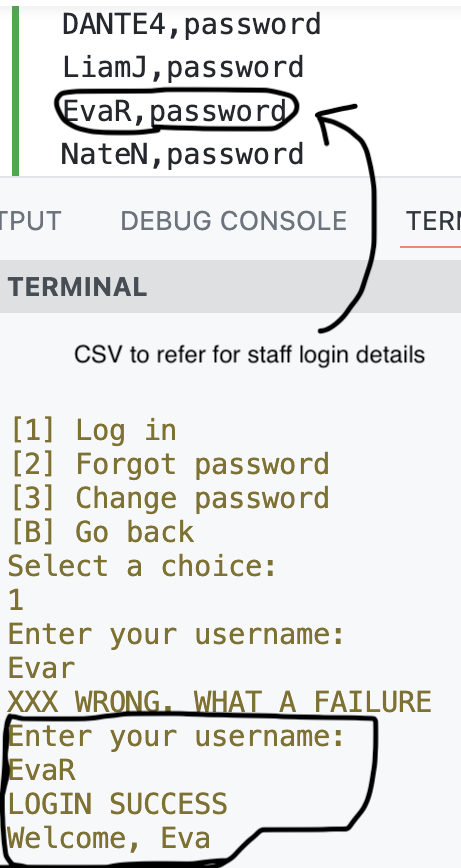 DANTE4,password
LiamJ,password
EvaR,password
NateN,password
TPUT DEBUG CONSOLE TERM
TERMINAL
CSV to refer for staff login details
[1] Log in
[2] Forgot password
[3] Change password
[B] Go back
Select a choice:
1
Enter your username:
Evar
XXX WRONG. WHAT A FAILURE
Enter your username:
EvaR
LOGIN SUCCESS
Welcome, Eva